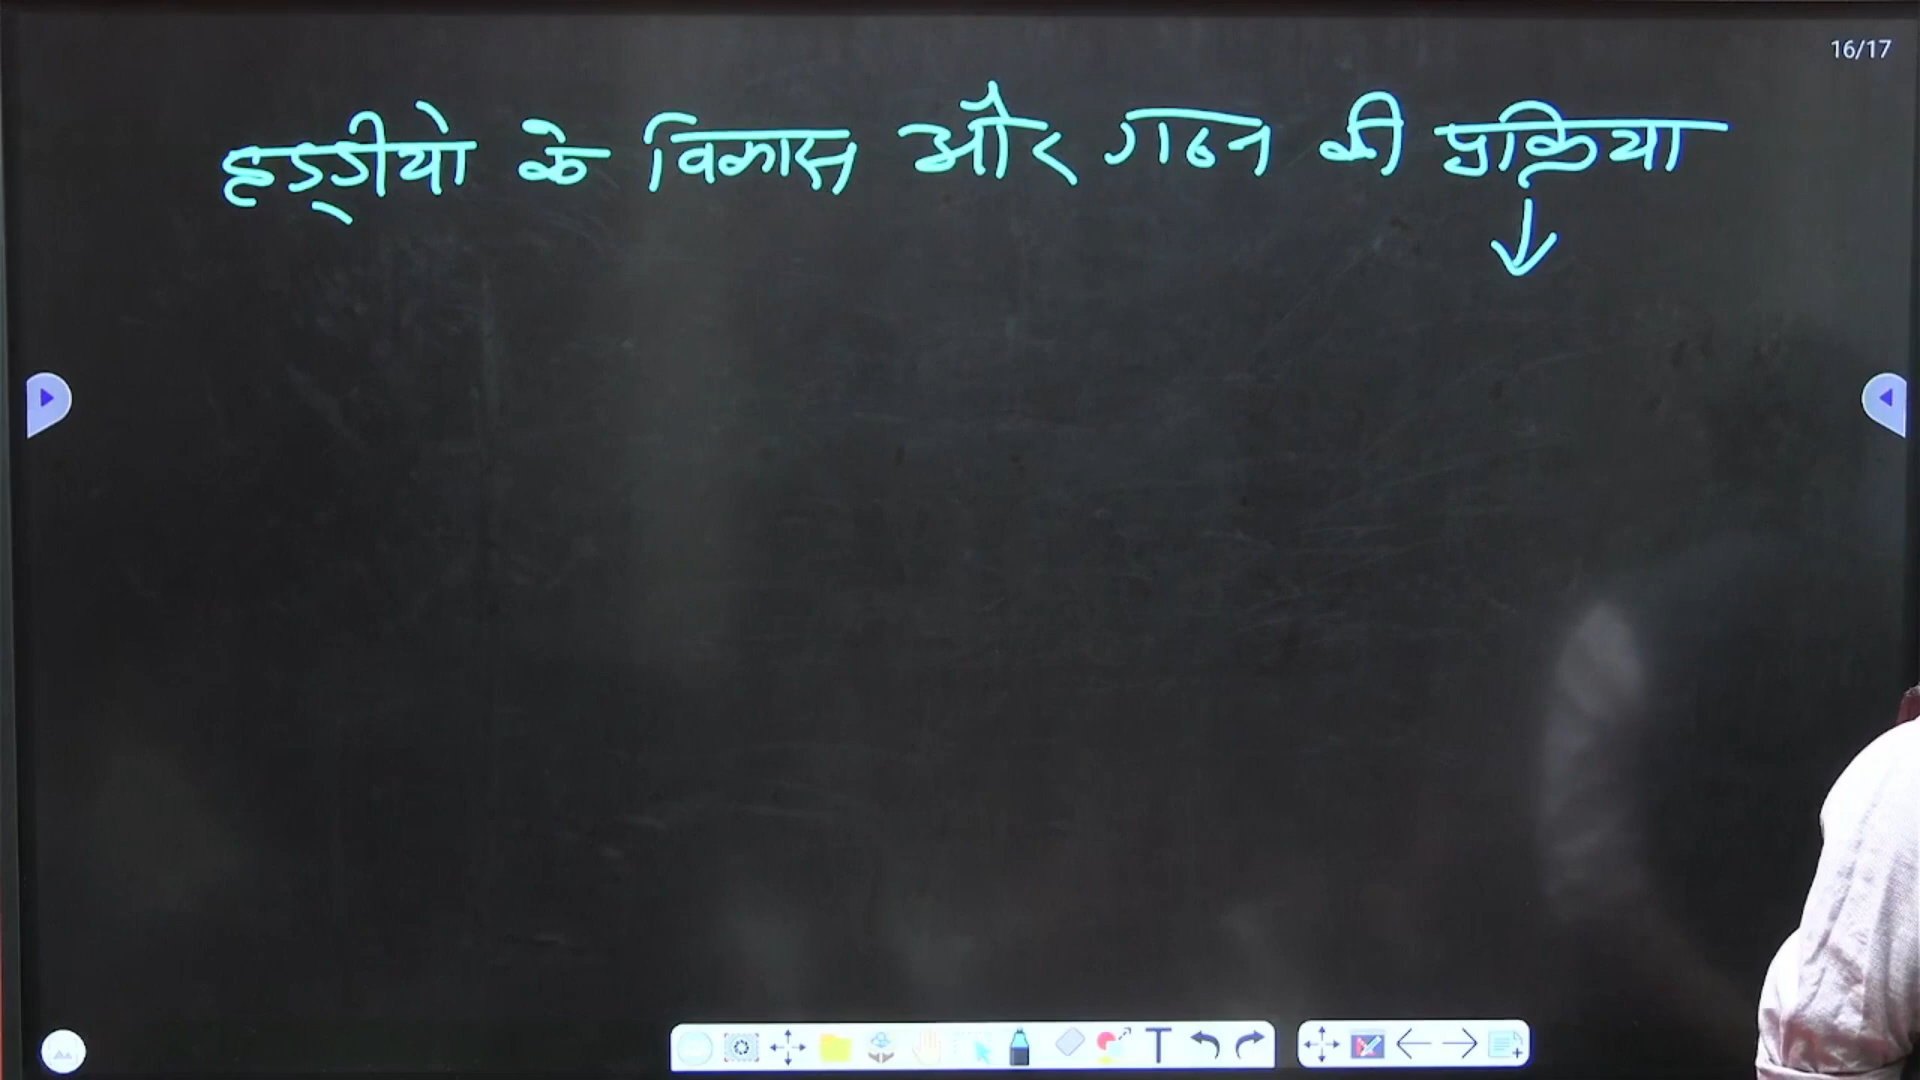 16/17
हड्डीयो के विकास और गठन की प्रक्रिया